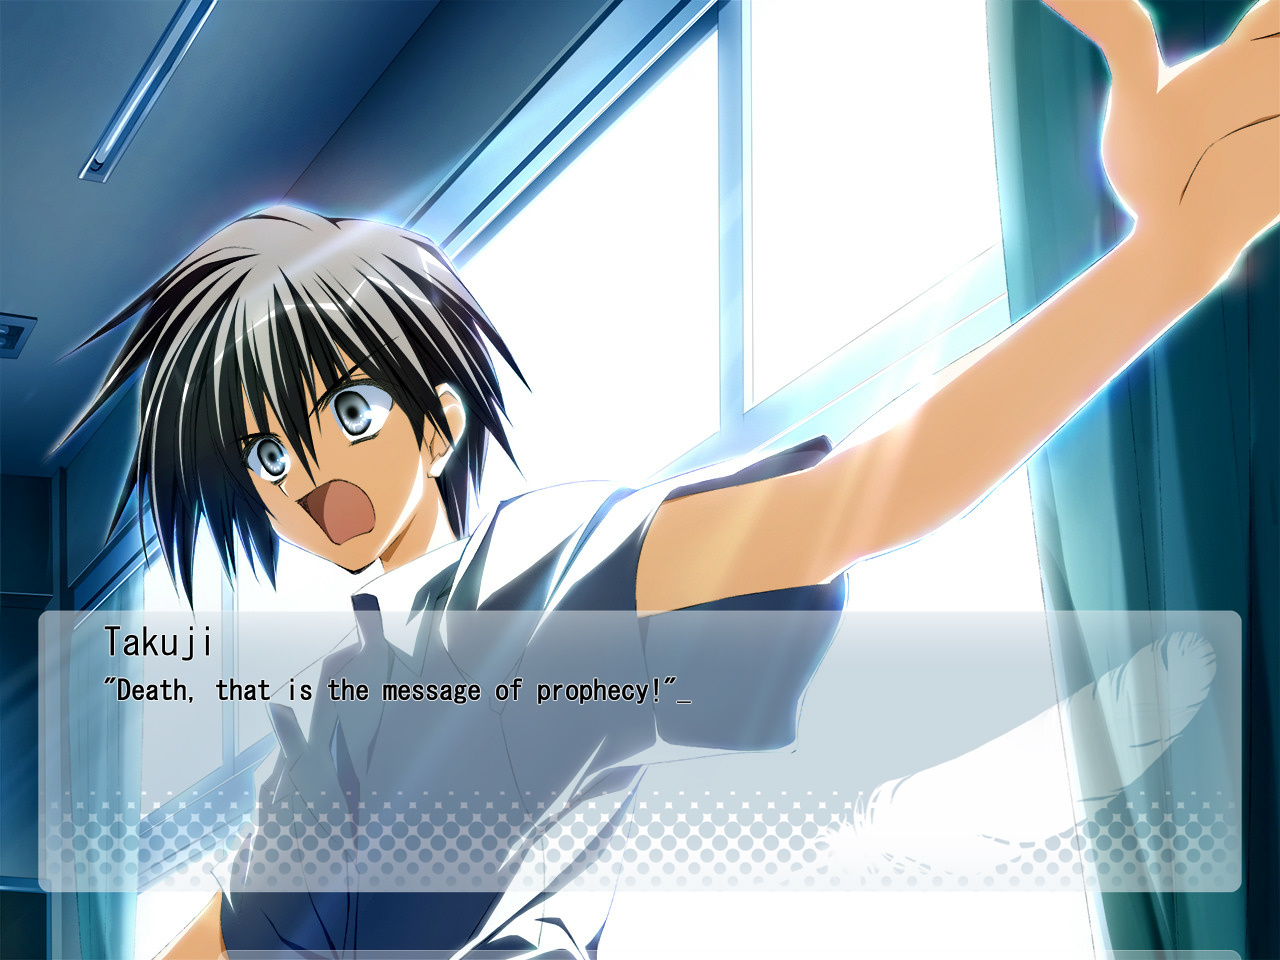 Takuji
"Death, that is the message of prophecy!"_